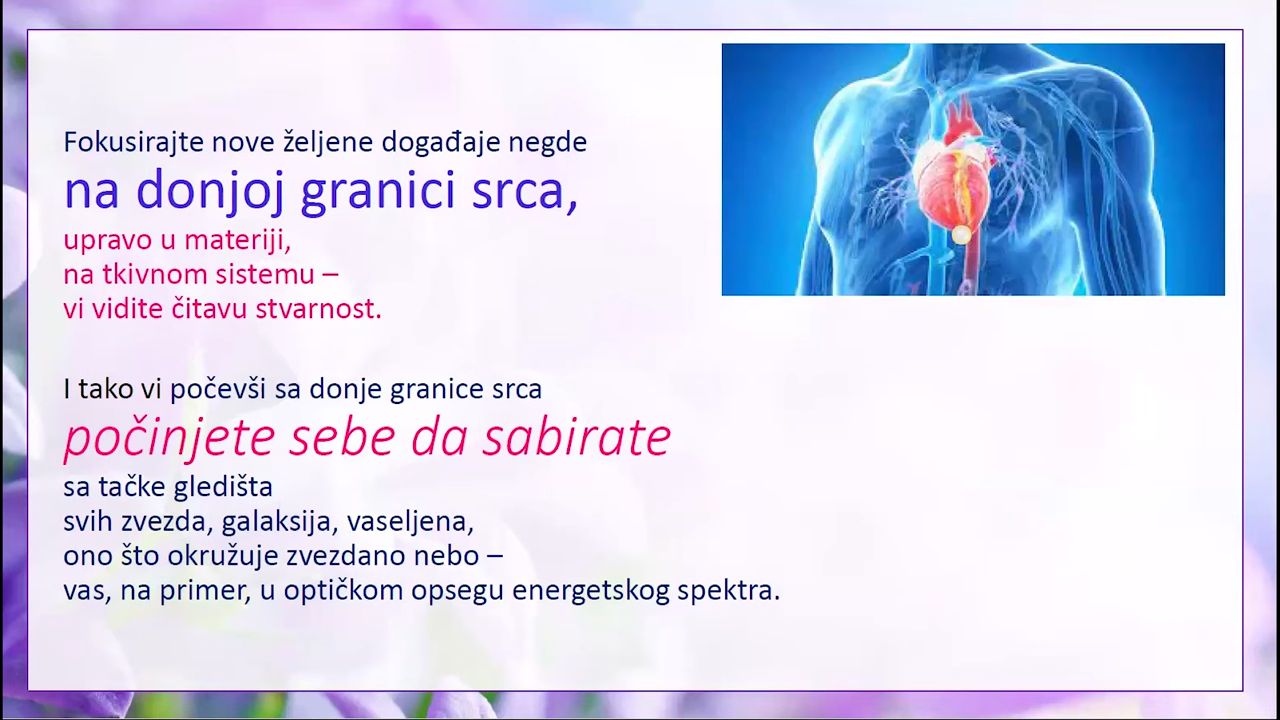 Fokusirajte nove željene događaje negde
na donjoj granici srca,
upravo u materiji,
na tkivnom sistemu –
vi vidite čitavu stvarnost.
I tako vi počevši sa donje granice srca
počinjete sebe da sabirate
sa tačke gledišta
svih zvezda, galaksija, vaseljena,
ono što okružuje zvezdano nebo –
vas, na primer, u optičkom opsegu energetskog spektra.